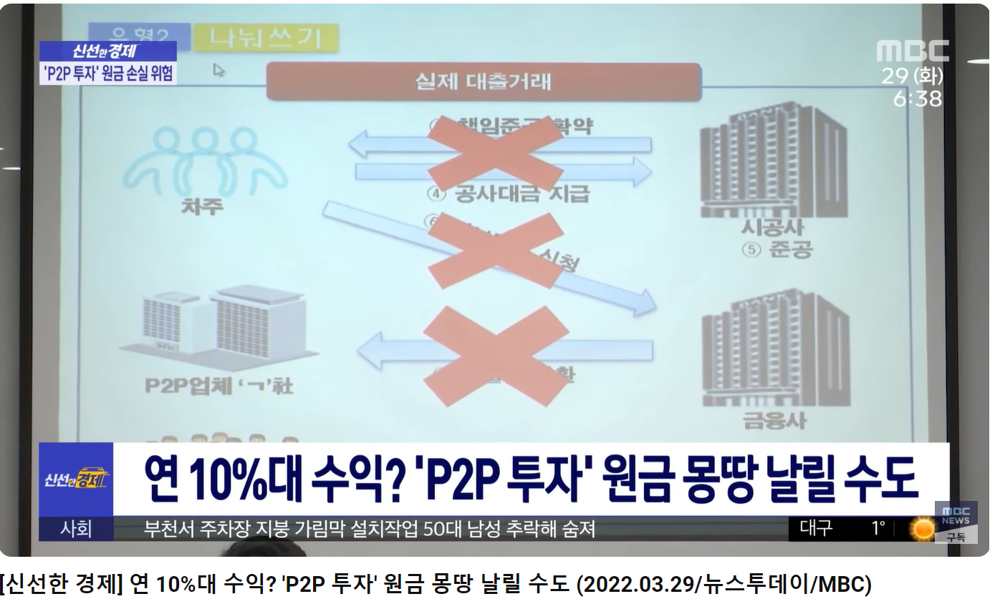 유형2 나눠쓰기
신선한경제
'P2P 투자' 원금 손실 위험
MBC
29 (화)
6:38
실제 대출거래
책임준공 확약
차주
④ 공사대금 지급
시공사
⑤ 준공
⑥
신청
P2P업체 ‘ㄱ’社
금융사
신선한경제
연 10%대 수익? 'P2P 투자' 원금 몽땅 날릴 수도
사회
부천서 주차장 지붕 가림막 설치작업 50대 남성 추락해 숨져
대구 1°
MBC
NEWS
구독
[신선한 경제] 연 10%대 수익? 'P2P 투자' 원금 몽땅 날릴 수도 (2022.03.29/뉴스투데이/MBC)